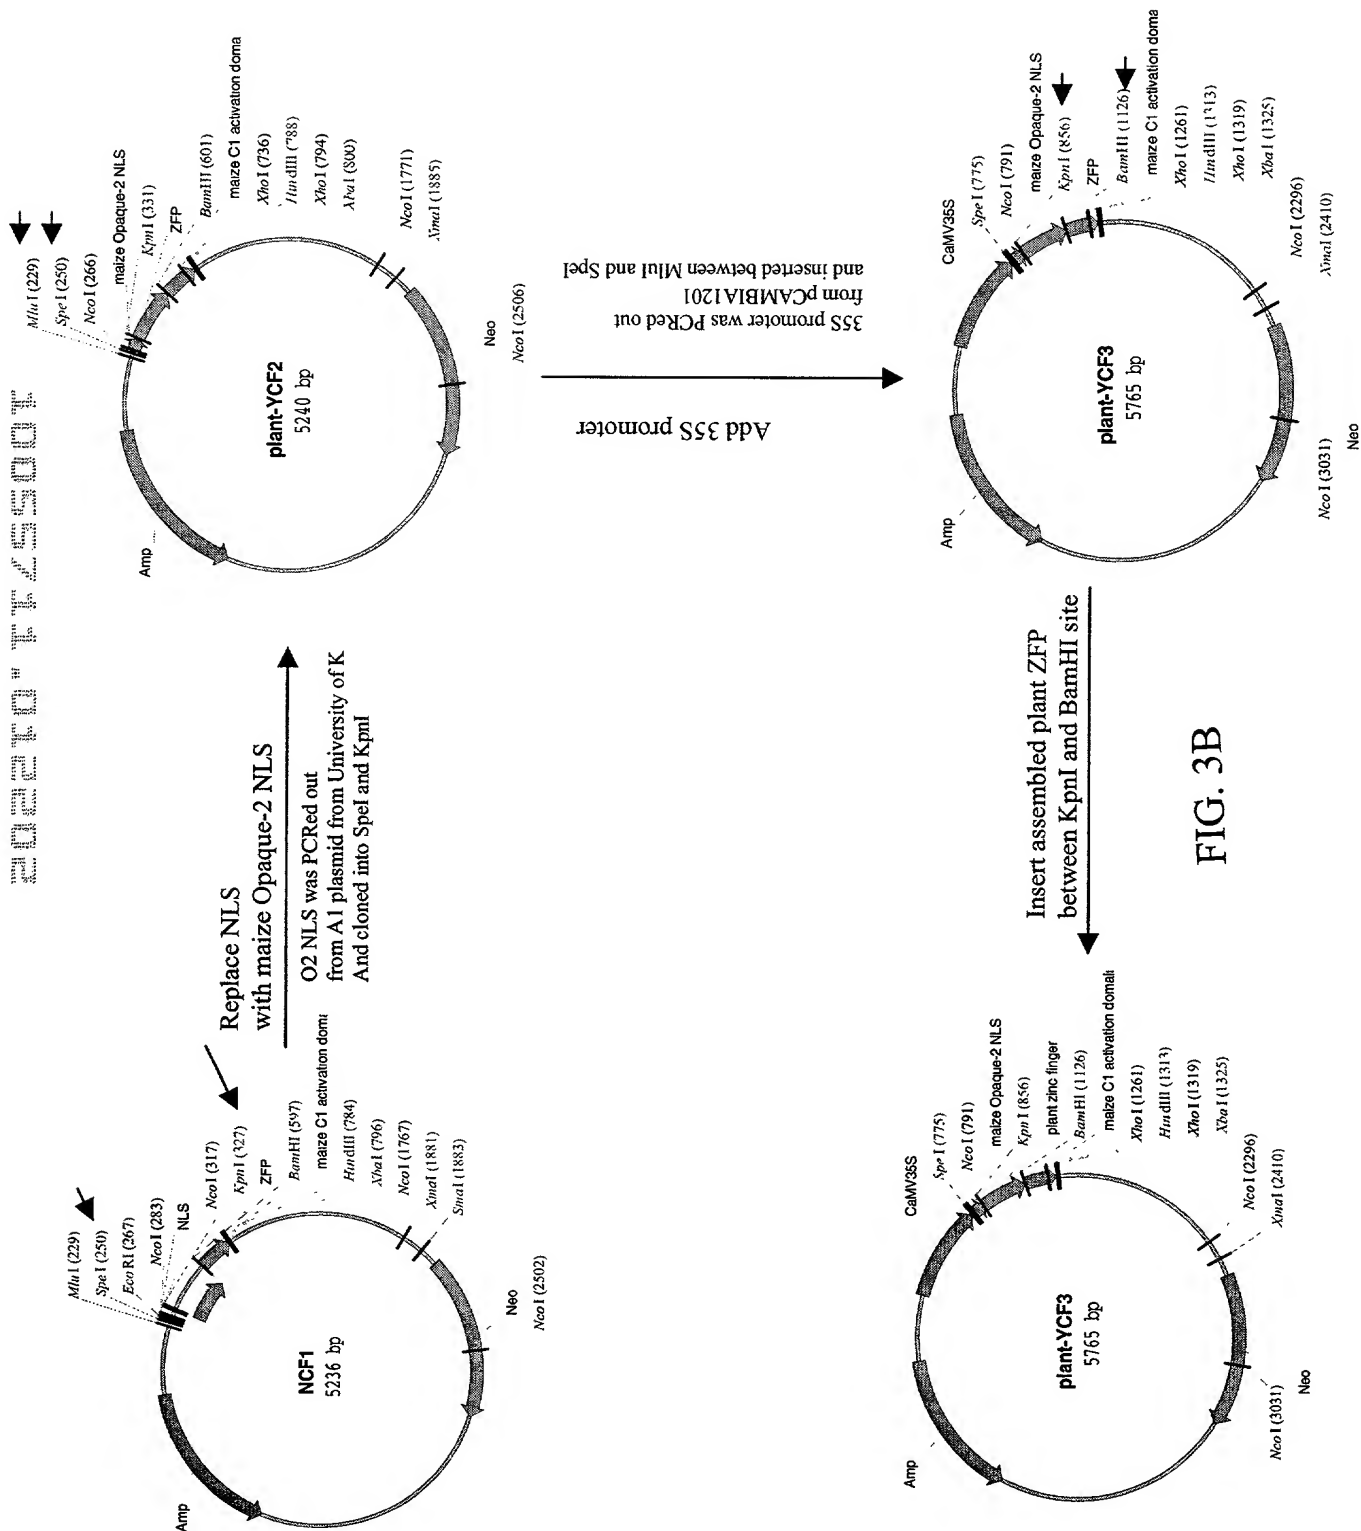 10055711.012202
NCF1
5236 bp
Amp
MluI (229)
SpeI (250)
EcoRI (267)
NcoI (283)
NLS
NcoI (317)
KpnI (327)
ZFP
BamHI (597)
maize C1 activation doma
HindIII (784)
XbaI (796)
NcoI (1767)
XmaI (1881)
SmaI (1883)
Neo
NcoI (2502)
Replace NLS
with maize Opaque-2 NLS
O2 NLS was PCRed out
from A1 plasmid from University of K
And cloned into SpeI and KpnI
plant-YCF2
5240 bp
Amp
MluI (229)
SpeI (250)
NcoI (266)
maize Opaque-2 NLS
KpnI (331)
ZFP
BamHI (601)
maize C1 activation doma
XhoI (736)
HindIII (788)
XhoI (794)
XbaI (800)
NcoI (1771)
XmaI (1885)
Neo
NcoI (2506)
Add 35S promoter
35S promoter was PCRed out
from pCAMBIA1201
and inserted between MluI and SpeI
plant-YCF3
5765 bp
Amp
CaMV35S
SpeI (775)
NcoI (791)
maize Opaque-2 NLS
KpnI (856)
ZFP
BamHI (1126)
maize C1 activation doma
XhoI (1261)
HindIII (1313)
XhoI (1319)
XbaI (1325)
NcoI (2296)
XmaI (2410)
NcoI (3031)
Neo
Insert assembled plant ZFP
between KpnI and BamHI site
plant-YCF3
5765 bp
Amp
CaMV35S
SpeI (775)
NcoI (791)
maize Opaque-2 NLS
KpnI (856)
plant zinc finger
BamHI (1126)
maize C1 activation domai
XhoI (1261)
HindIII (1313)
XhoI (1319)
XbaI (1325)
NcoI (2296)
XmaI (2410)
NcoI (3031)
Neo
FIG. 3B